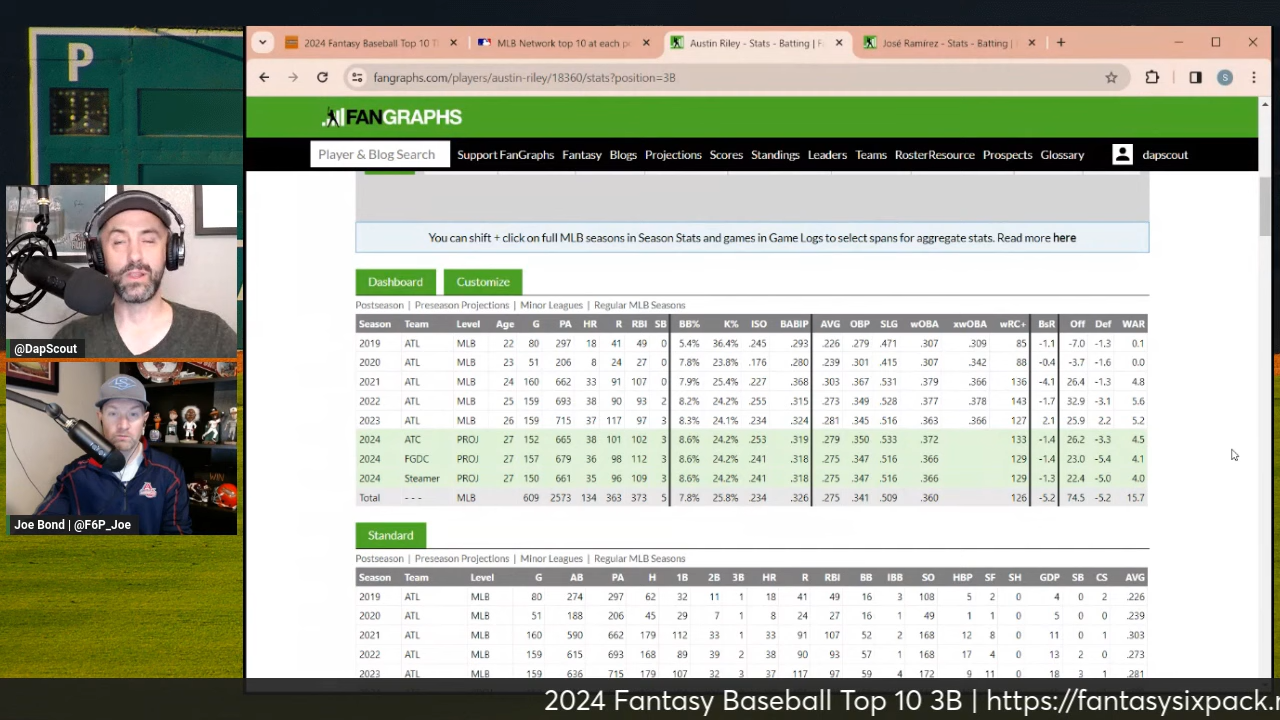 P
2024 Fantasy Baseball Top 10 T
MLB Network top 10 at each po
Austin Riley - Stats - Batting | F
José Ramírez - Stats - Batting |
fangraphs.com/players/austin-riley/18360/stats?position=3B
S
FANGRAPHS
Player & Blog Search Support FanGraphs Fantasy Blogs Projections Scores Standings Leaders Teams RosterResource Prospects Glossary dapscout
You can shift + click on full MLB seasons in Season Stats and games in Game Logs to select spans for aggregate stats. Read more here
Dashboard Customize
Postseason | Preseason Projections | Minor Leagues | Regular MLB Seasons
Season Team Level Age G PA HR R RBI SB BB% K% ISO BABIP AVG OBP SLG wOBA xwOBA wRC+ BsR Off Def WAR
2019 ATL MLB 22 80 297 18 41 49 0 5.4% 36.4% .245 .293 .226 .279 .471 .307 .309 85 -1.1 -7.0 -1.3 0.1
2020 ATL MLB 23 51 206 8 24 27 0 7.8% 23.8% .176 .280 .239 .301 .415 .307 .342 88 -0.4 -3.7 -1.6 0.0
2021 ATL MLB 24 160 662 33 91 107 0 7.9% 25.4% .227 .368 .303 .367 .531 .379 .366 136 -4.1 26.4 -1.3 4.8
2022 ATL MLB 25 159 693 38 90 93 2 8.2% 24.2% .255 .315 .273 .349 .528 .377 .378 143 -1.7 32.9 -3.1 5.6
2023 ATL MLB 26 159 715 37 117 97 3 8.3% 24.1% .234 .324 .281 .345 .516 .363 .366 127 2.1 25.9 2.2 5.2
2024 ATC PROJ 27 152 665 38 101 102 3 8.6% 24.2% .253 .319 .279 .350 .533 .372 133 -1.4 26.2 -3.3 4.5
2024 FGDC PROJ 27 157 679 36 98 112 3 8.6% 24.2% .241 .318 .275 .347 .516 .366 129 -1.4 23.0 -5.4 4.1
2024 Steamer PROJ 27 150 661 35 96 109 3 8.6% 24.2% .241 .318 .275 .347 .516 .366 129 -1.3 22.4 -5.0 4.0
Total - - - MLB 609 2573 134 363 373 5 7.8% 25.8% .234 .326 .275 .341 .509 .360 126 -5.2 74.5 -5.2 15.7
Standard
Postseason | Preseason Projections | Minor Leagues | Regular MLB Seasons
Season Team Level G AB PA H 1B 2B 3B HR R RBI BB IBB SO HBP SF SH GDP SB CS AVG
2019 ATL MLB 80 274 297 62 32 11 1 18 41 49 16 3 108 5 2 0 4 0 2 .226
2020 ATL MLB 51 188 206 45 29 7 1 8 24 27 16 1 49 1 1 0 5 0 0 .239
2021 ATL MLB 160 590 662 179 112 33 1 33 91 107 52 2 168 12 8 0 11 0 1 .303
2022 ATL MLB 159 615 693 168 89 39 2 38 90 93 57 1 168 17 4 0 13 2 0 .273
2023 ATL MLB 159 636 715 179 107 32 3 37 117 97 59 4 172 9 11 0 18 3 1 .281
@DapScout
Joe Bond | @F6P_Joe
2024 Fantasy Baseball Top 10 3B | https://fantasysixpack.